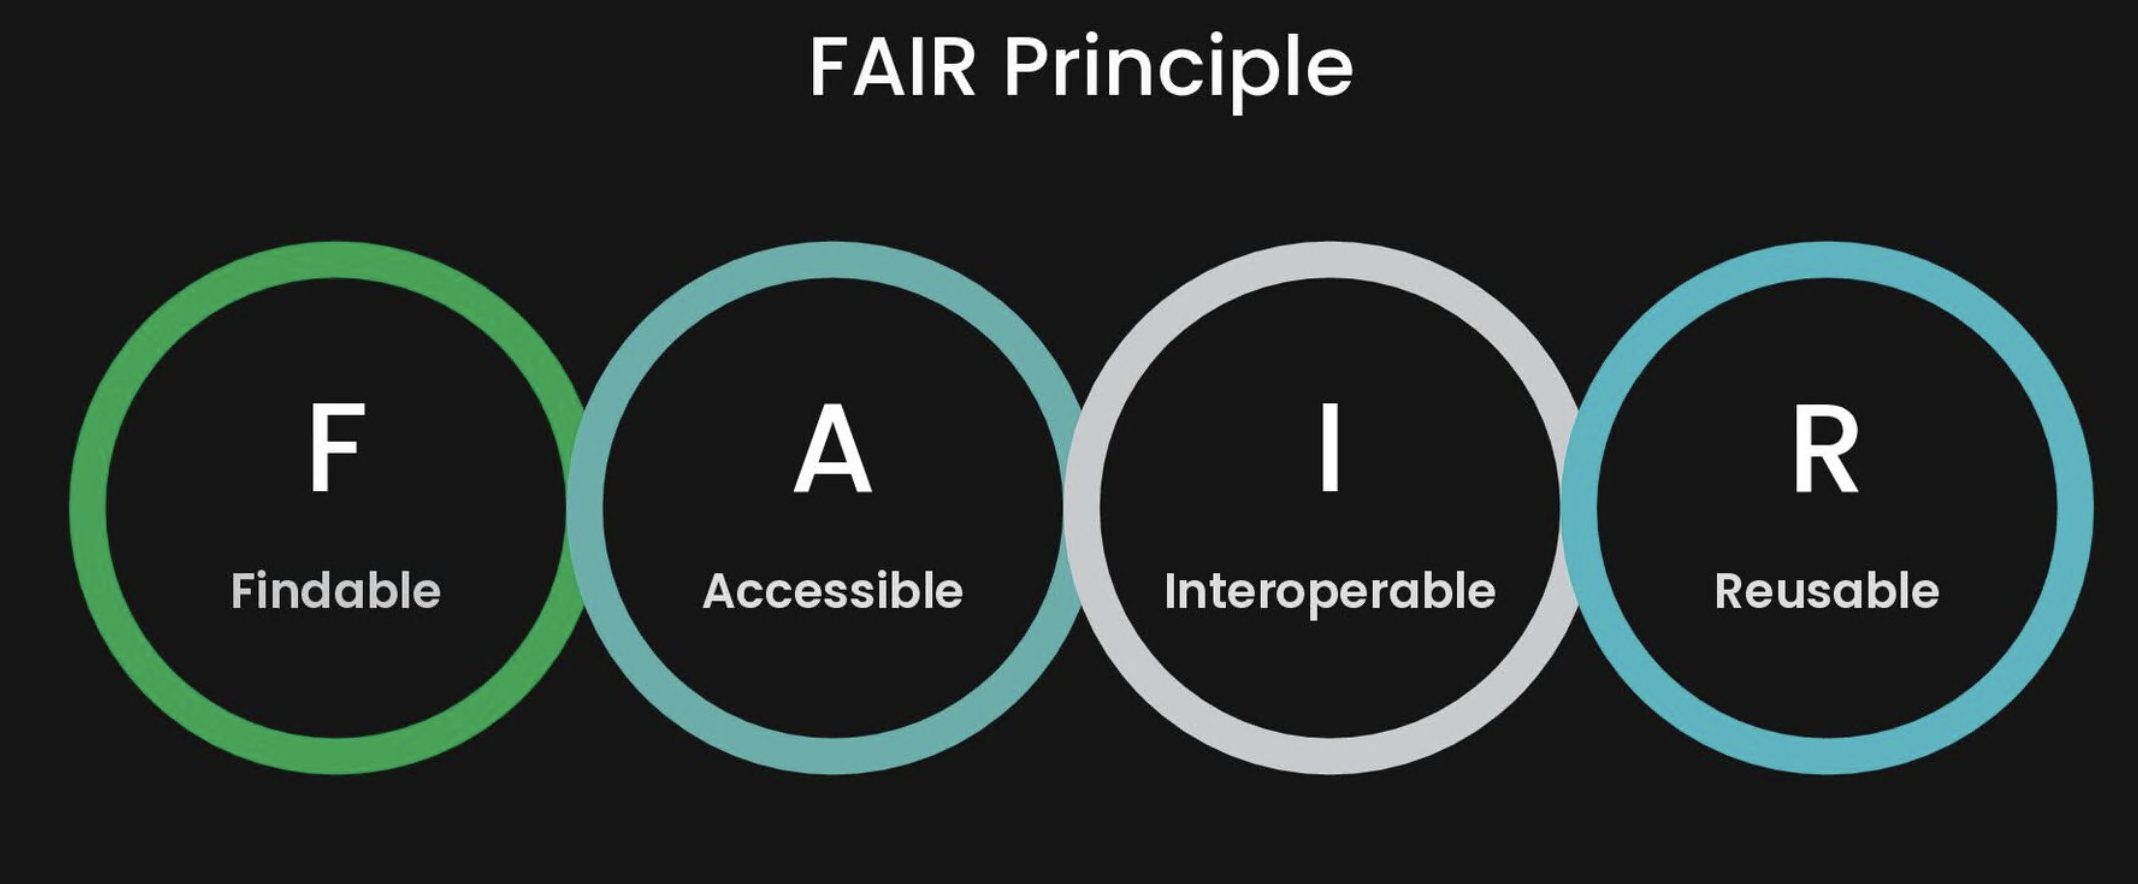 FAIR Principle
F
Findable
A
Accessible
I
Interoperable
R
Reusable